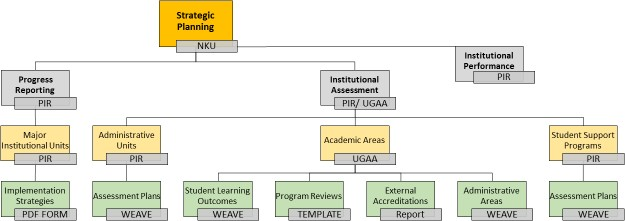 Strategic
Planning
NKU
Institutional
Performance
PIR
Progress
Reporting
PIR
Institutional
Assessment
PIR/ UGAA
Major
Institutional Units
PIR
Administrative
Units
PIR
Academic Areas
UGAA
Student Support
Programs
PIR
Implementation
Strategies
PDF FORM
Assessment Plans
WEAVE
Student Learning
Outcomes
WEAVE
Program Reviews
TEMPLATE
External
Accreditations
Report
Administrative
Areas
WEAVE
Assessment Plans
WEAVE